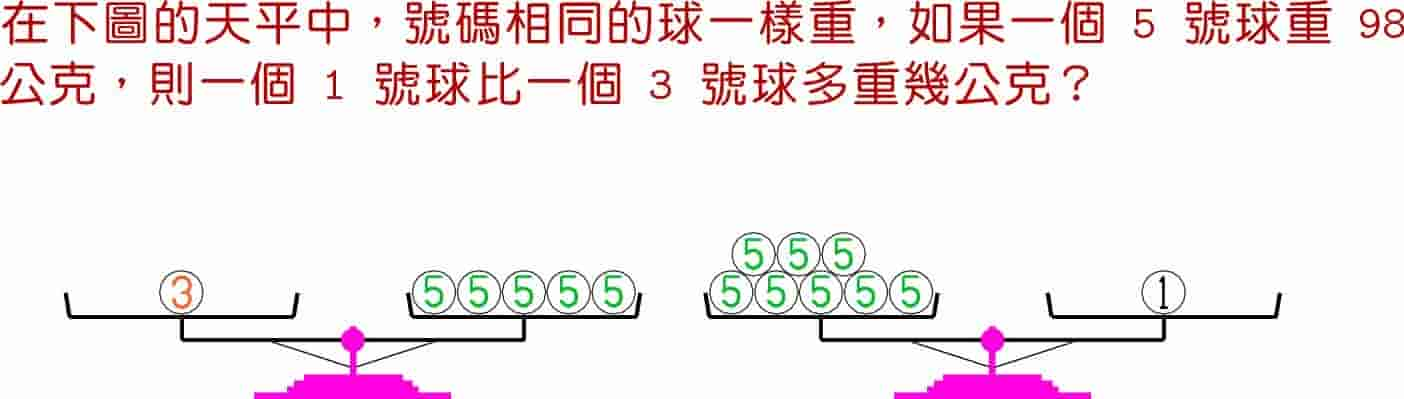 在下圖的天平中，號碼相同的球一樣重，如果一個 5 號球重 98
公克，則一個 1 號球比一個 3 號球多重幾公克？
5 5 5
3 5 5 5 5 5 5 5 5 5 5 1